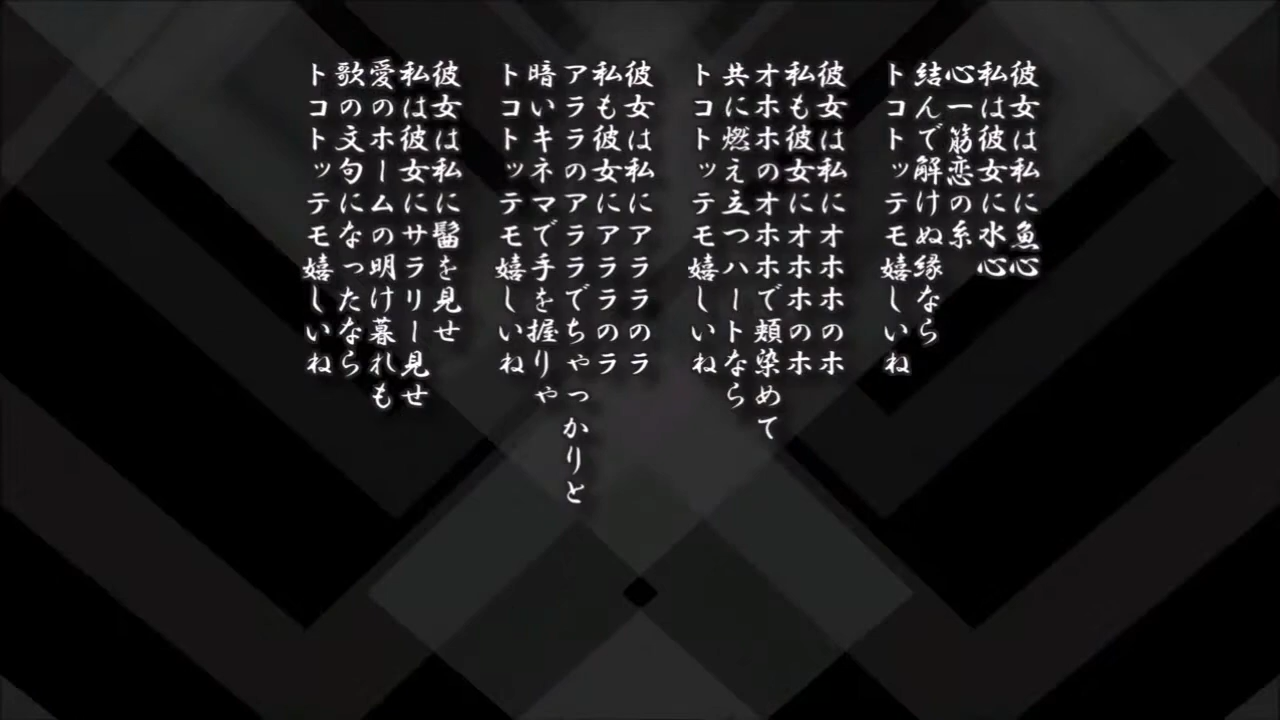 彼女は私に魚心
私は彼女に水心
心一筋恋の糸
結んで解けぬ縁なら
トコトッテモ嬉しいね
彼女は私にオホホのホ
私も彼女にオホホのホ
オホホのオホホで頬染めて
共に燃え立つハートなら
トコトッテモ嬉しいね
彼女は私にアララのラ
私も彼女にアララのラ
アララのアララでちゃっかりと
暗いキネマで手を握りゃ
トコトッテモ嬉しいね
彼女は私に髷を見せ
私は彼女にサラリー見せ
愛のホームの明け暮れも
歌の文句になったなら
トコトッテモ嬉しいね